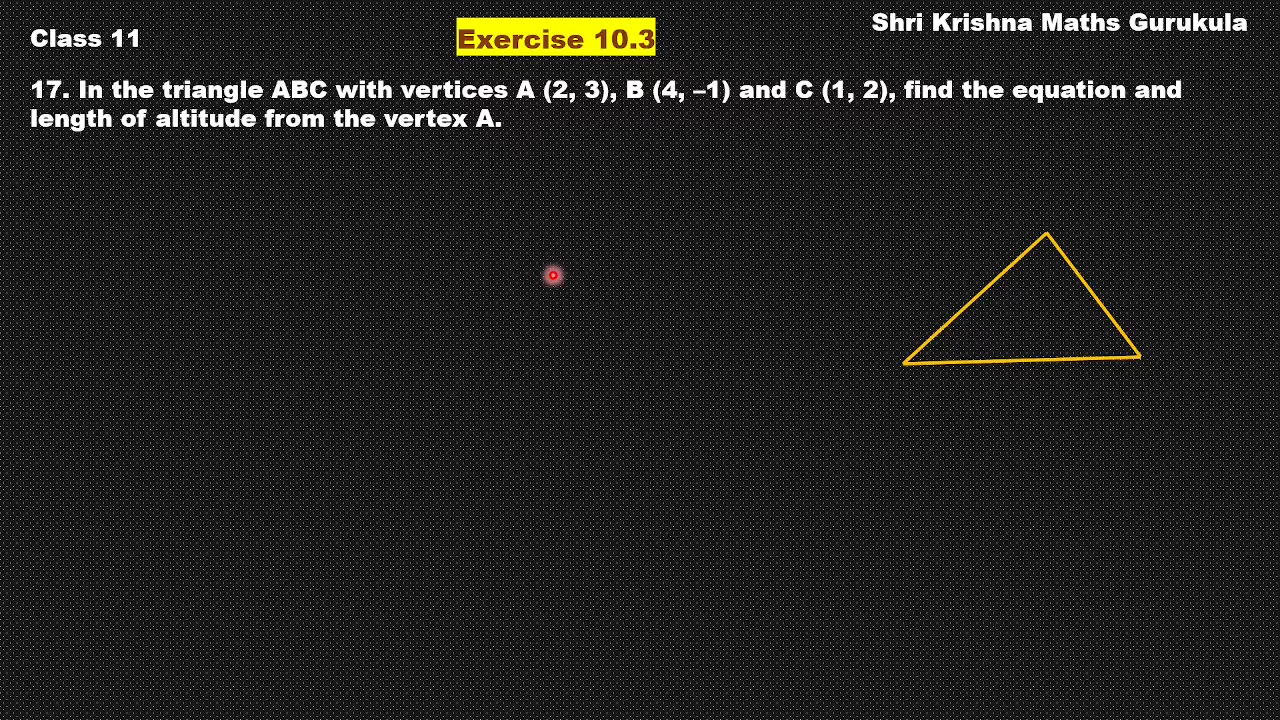 Class 11
Exercise 10.3
Shri Krishna Maths Gurukula
17. In the triangle ABC with vertices A (2, 3), B (4, –1) and C (1, 2), find the equation and
length of altitude from the vertex A.